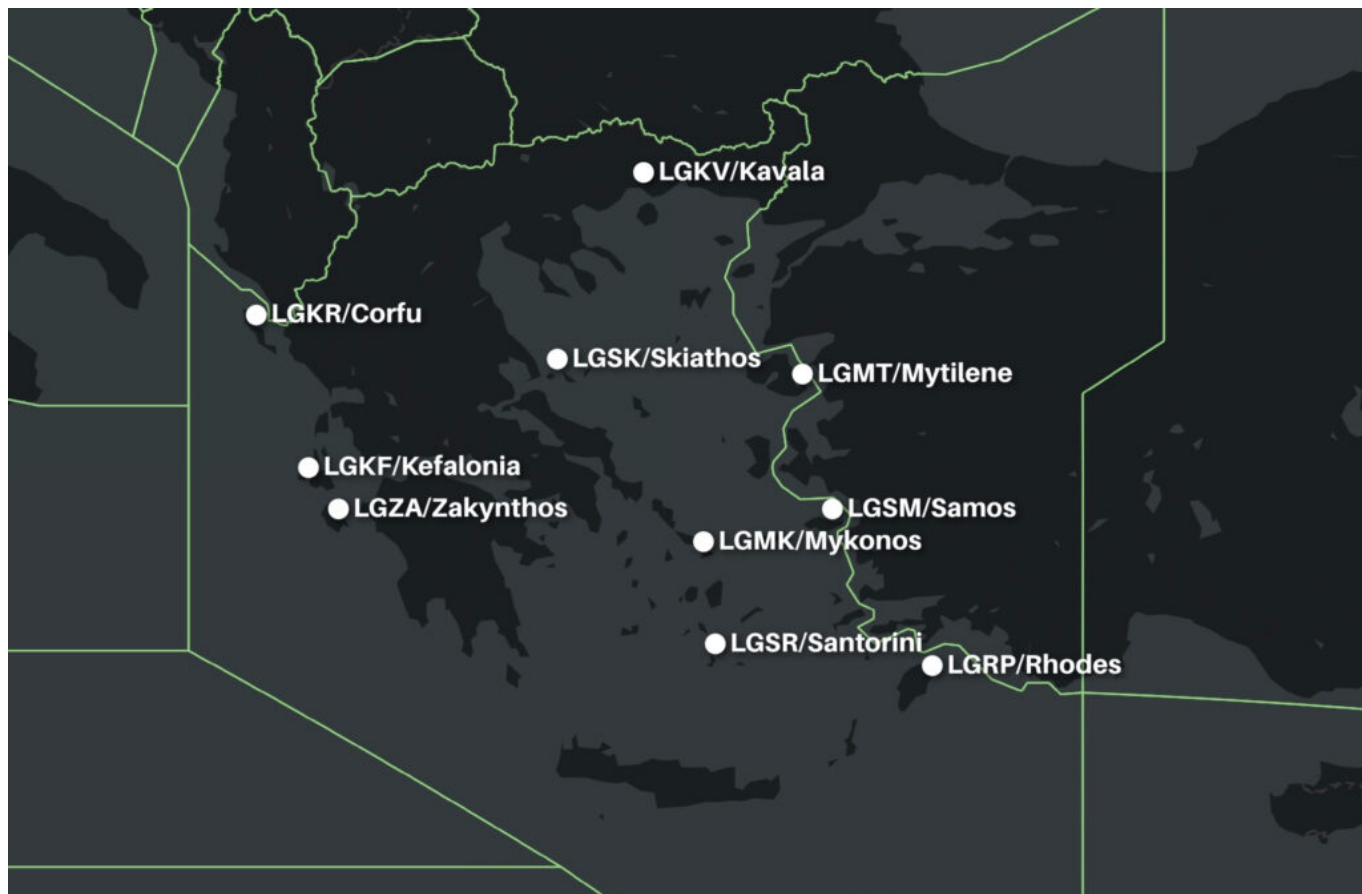 LGKV/Kavala
LGKR/Corfu
LGSK/Skiathos
LGMT/Mytilene
LGKF/Kefalonia
LGZA/Zakynthos
LGSM/Samos
LGMK/Mykonos
LGSR/Santorini
LGRP/Rhodes